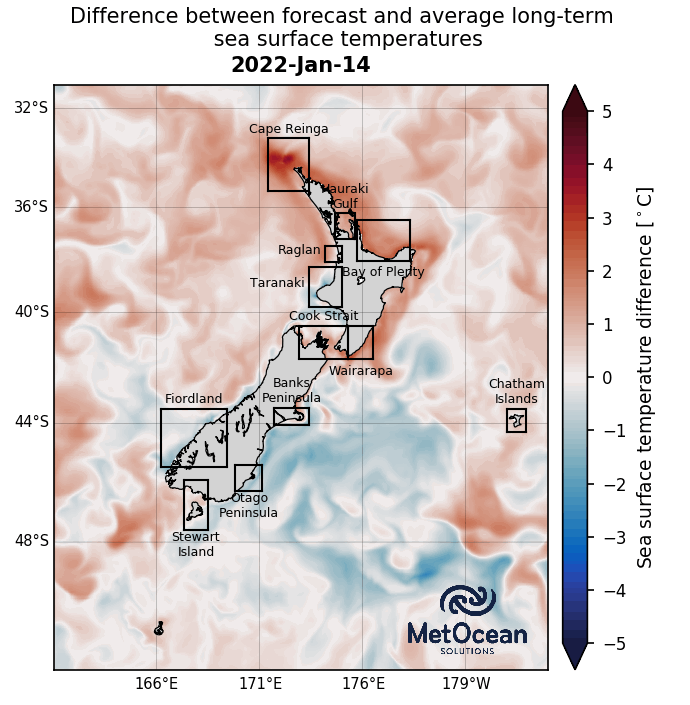 Difference between forecast and average long-term
sea surface temperatures
2022-Jan-14
32°S
36°S
40°S
44°S
48°S
Cape Reinga
Hauraki
Gulf
Raglan
Bay of Plenty
Taranaki
Cook Strait
Wairarapa
Banks
Peninsula
Fiordland
Chatham
Islands
Otago
Peninsula
Stewart
Island
MetOcean
SOLUTIONS
166°E
171°E
176°E
179°W
5
4
3
2
1
0
−1
−2
−3
−4
−5
Sea surface temperature difference [°C]